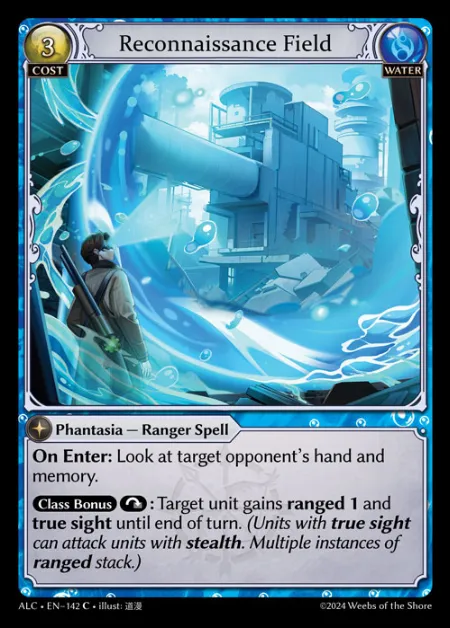 3
Reconnaissance Field
COST
WATER
Phantasia — Ranger Spell
On Enter: Look at target opponent's hand and
memory.
Class Bonus : Target unit gains ranged 1 and
true sight until end of turn. (Units with true sight
can attack units with stealth. Multiple instances of
ranged stack.)
ALC • EN-142 C • illust: 道漫
©2024 Weebs of the Shore